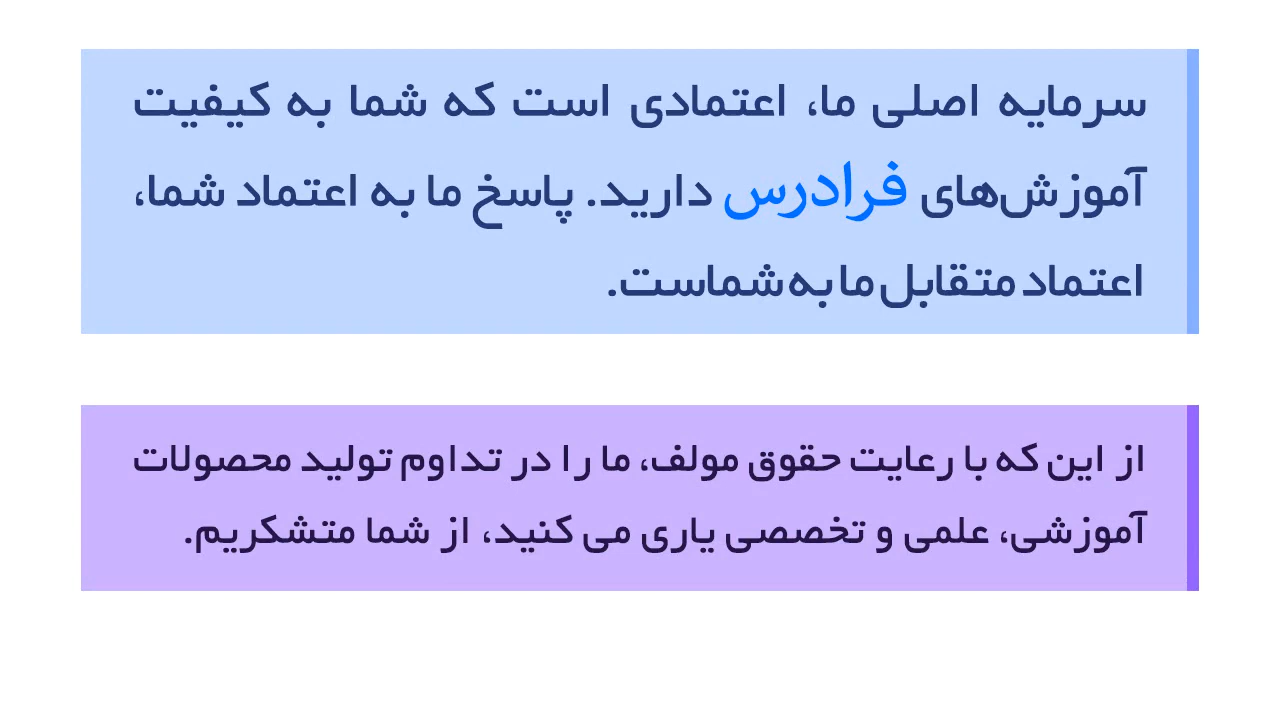 سرمایه اصلی ما، اعتمادی است که شما به کیفیت
آموزش‌های فرادرس دارید. پاسخ ما به اعتماد شما،
اعتماد متقابل ما به شماست.
از این که با رعایت حقوق مولف، ما را در تداوم تولید محصولات
آموزشی، علمی و تخصصی یاری می کنید، از شما متشکریم.